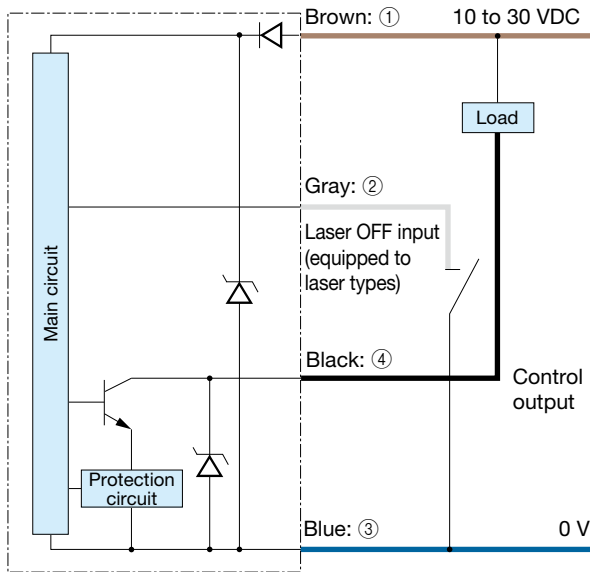 Brown: ① 10 to 30 VDC
Load
Gray: ②
Laser OFF input
(equipped to
laser types)
Main circuit
Black: ④
Control
output
Protection
circuit
Blue: ③ 0 V